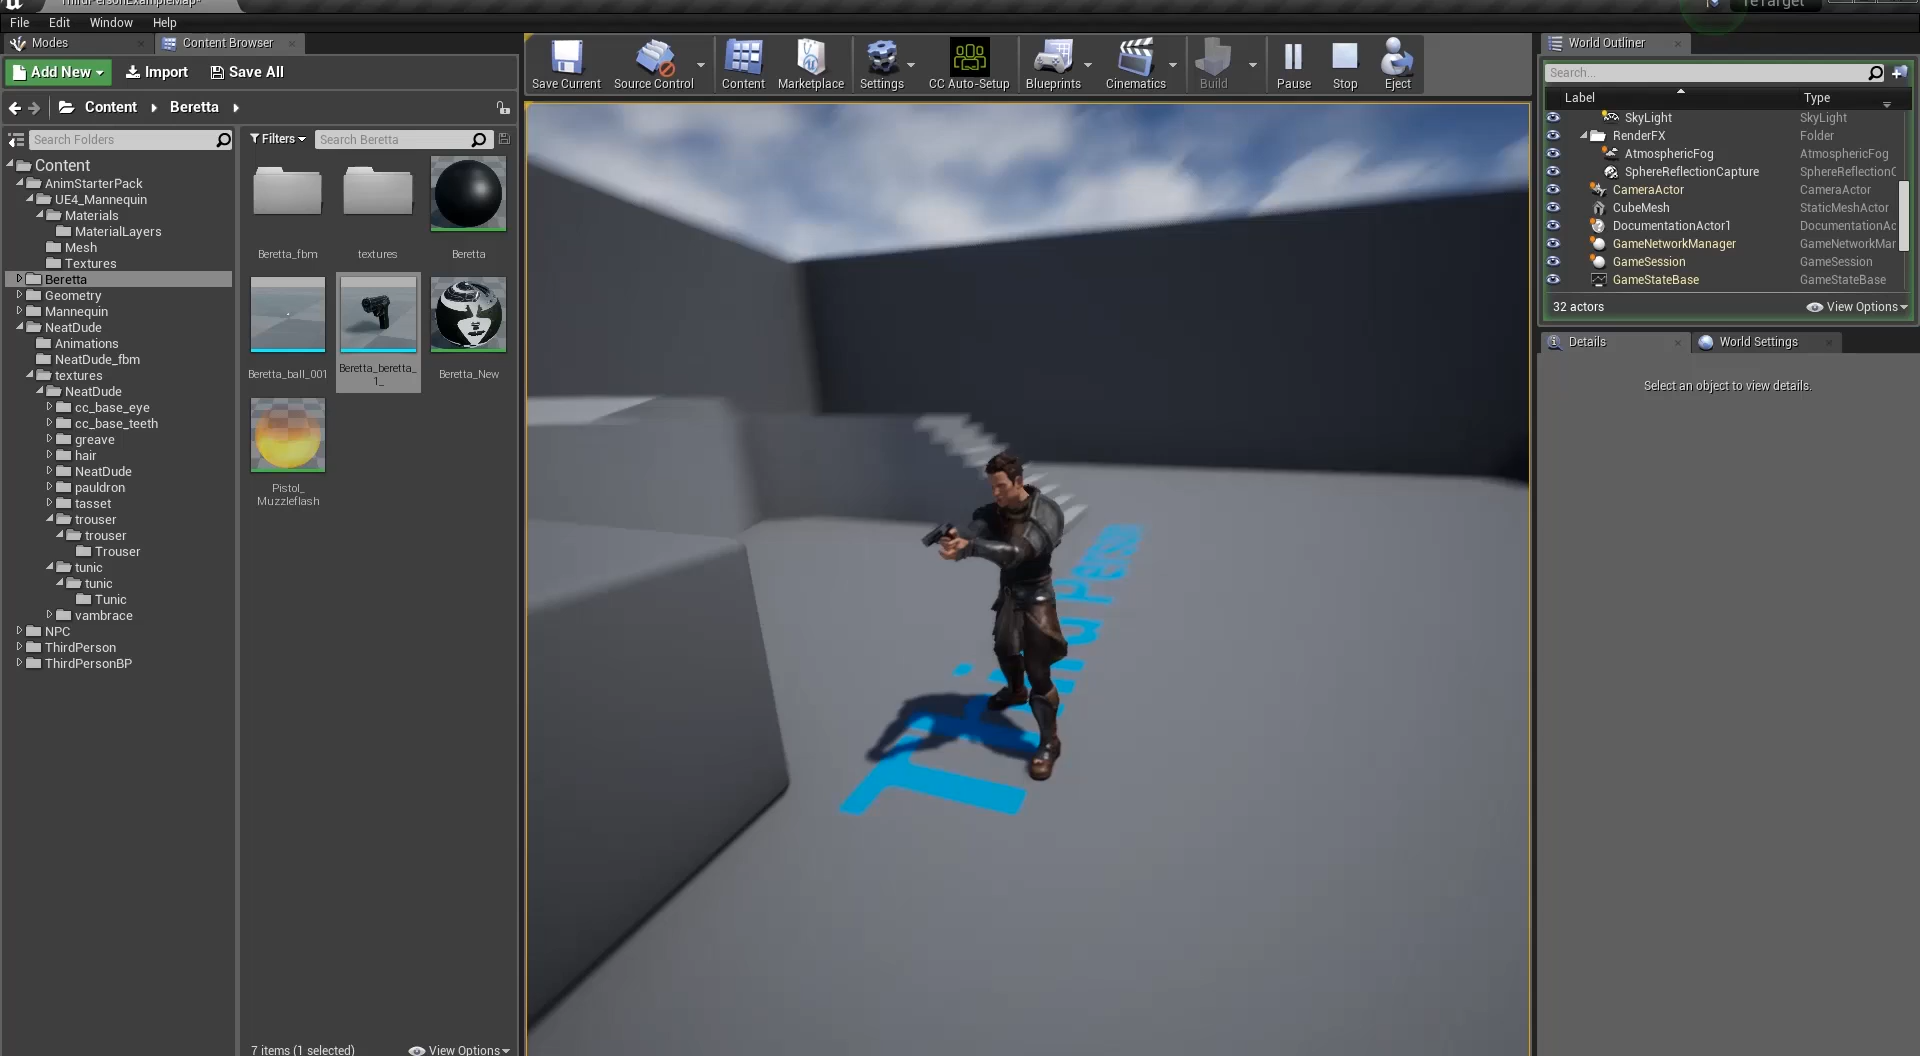 ThirdPersonExampleMap*
ReTarget
File Edit Window Help
Modes
Content Browser
Add New
Import
Save All
Content
Beretta
Search Folders
Content
AnimStarterPack
UE4_Mannequin
Materials
MaterialLayers
Mesh
Textures
Beretta
Geometry
Mannequin
NeatDude
Animations
NeatDude_fbm
textures
NeatDude
cc_base_eye
cc_base_teeth
greave
hair
NeatDude
pauldron
tasset
trouser
trouser
Trouser
tunic
tunic
Tunic
vambrace
NPC
ThirdPerson
ThirdPersonBP
Filters
Search Beretta
Beretta_fbm
textures
Beretta
Beretta_ball_001
Beretta_beretta_
1_
Beretta_New
Pistol_
Muzzleflash
7 items (1 selected)
View Options
Save Current
Source Control
Content
Marketplace
Settings
CC Auto-Setup
Blueprints
Cinematics
Build
Pause
Stop
Eject
World Outliner
Search...
Label Type
SkyLight SkyLight
RenderFX Folder
AtmosphericFog AtmosphericFog
SphereReflectionCapture SphereReflectionC
CameraActor CameraActor
CubeMesh StaticMeshActor
DocumentationActor1 DocumentationAc
GameNetworkManager GameNetworkMar
GameSession GameSession
GameStateBase GameStateBase
32 actors
View Options
Details
World Settings
Select an object to view details.